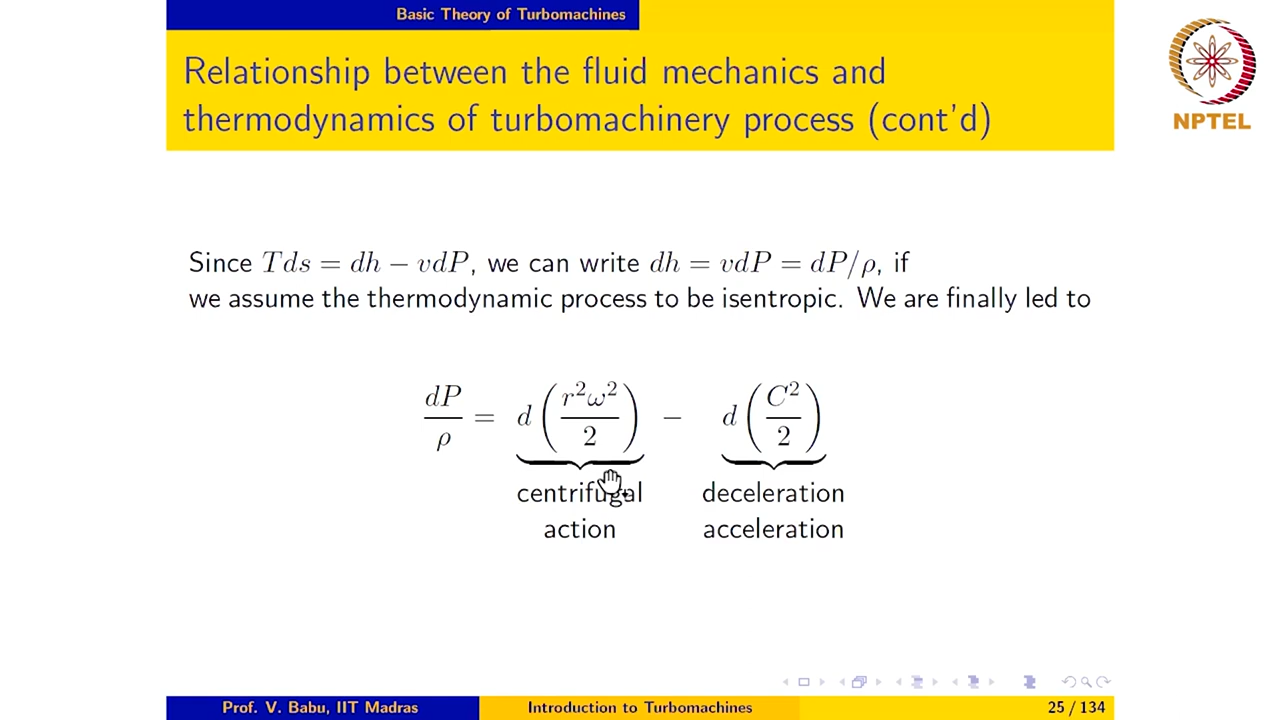 Basic Theory of Turbomachines
Relationship between the fluid mechanics and
thermodynamics of turbomachinery process (cont'd)
NPTEL
Since Tds = dh − vdP, we can write dh = vdP = dP/ρ, if
we assume the thermodynamic process to be isentropic. We are finally led to
dP/ρ = d(r²ω²/2) − d(C²/2)
centrifugal deceleration
action acceleration
Prof. V. Babu, IIT Madras Introduction to Turbomachines 25 / 134